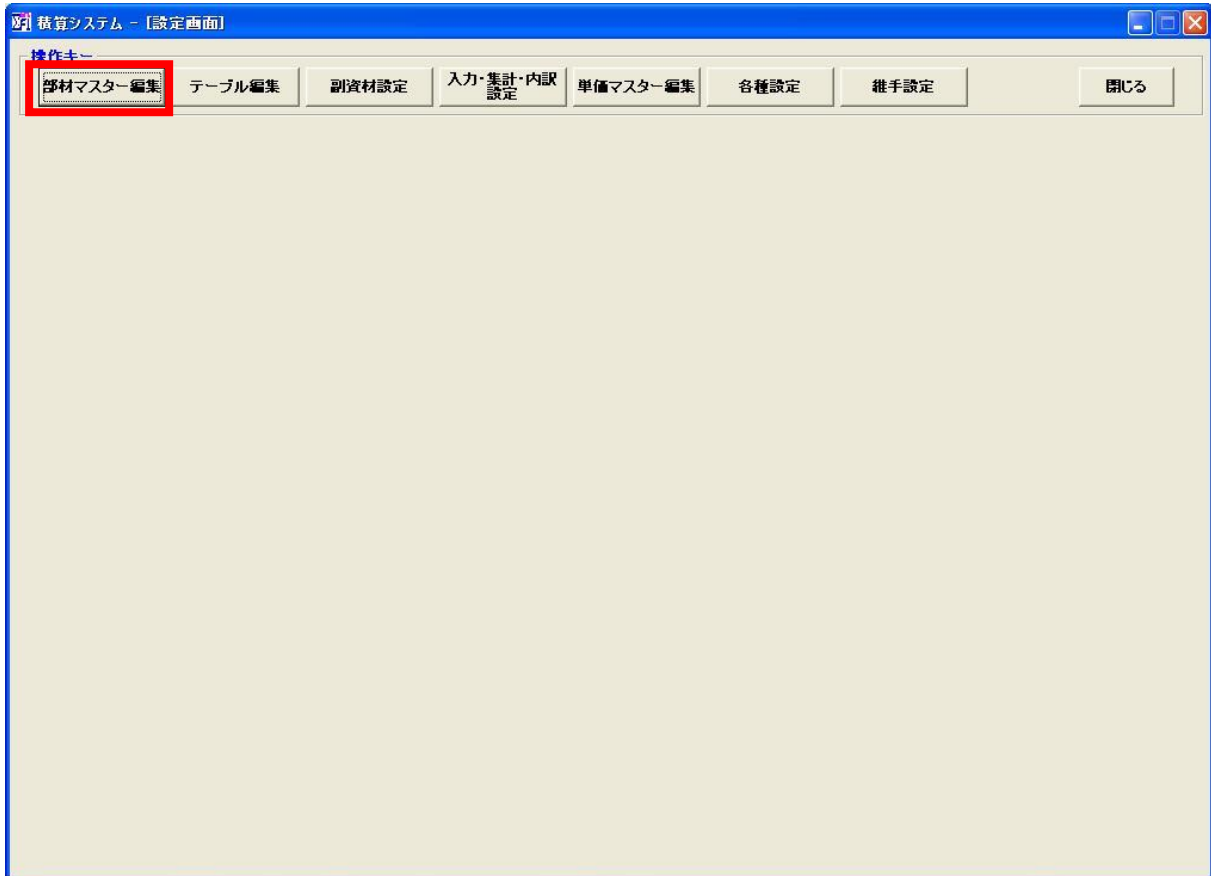 積算システム - [設定画面]
操作キー
部材マスター編集
テーブル編集
副資材設定
入力・集計・内訳
設定
単価マスター編集
各種設定
継手設定
閉じる